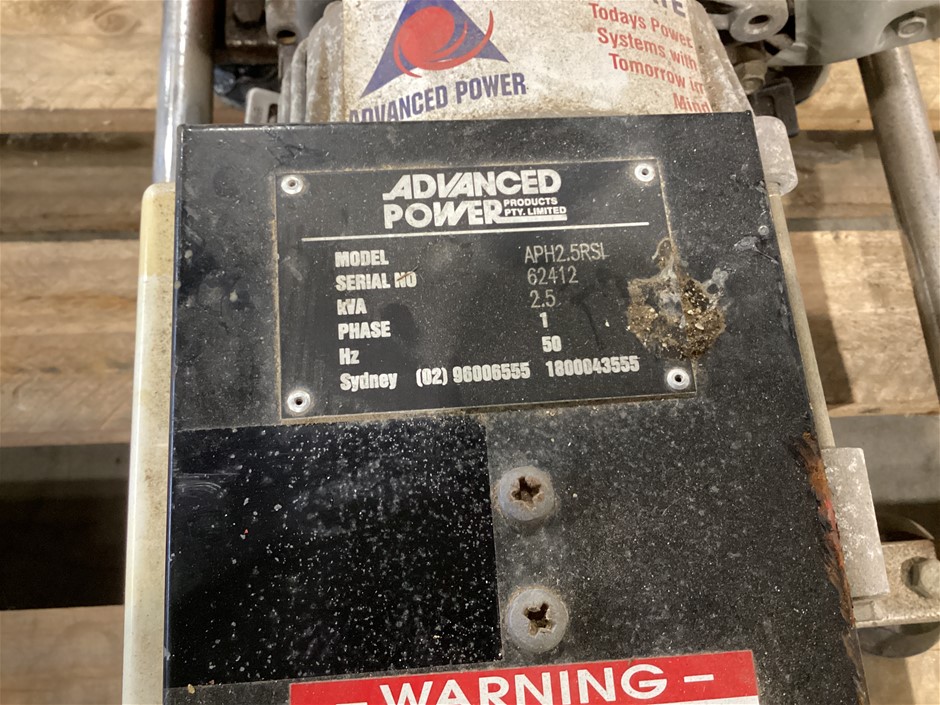 Todays Power
Systems with
Tomorrow in
Mind
ADVANCED POWER
ADVANCED
POWER PRODUCTS PTY. LIMITED
MODEL APH2.5RSL
SERIAL NO 62412
kVA 2.5
PHASE 1
Hz 50
Sydney (02) 96006555 1800043555
– WARNING –